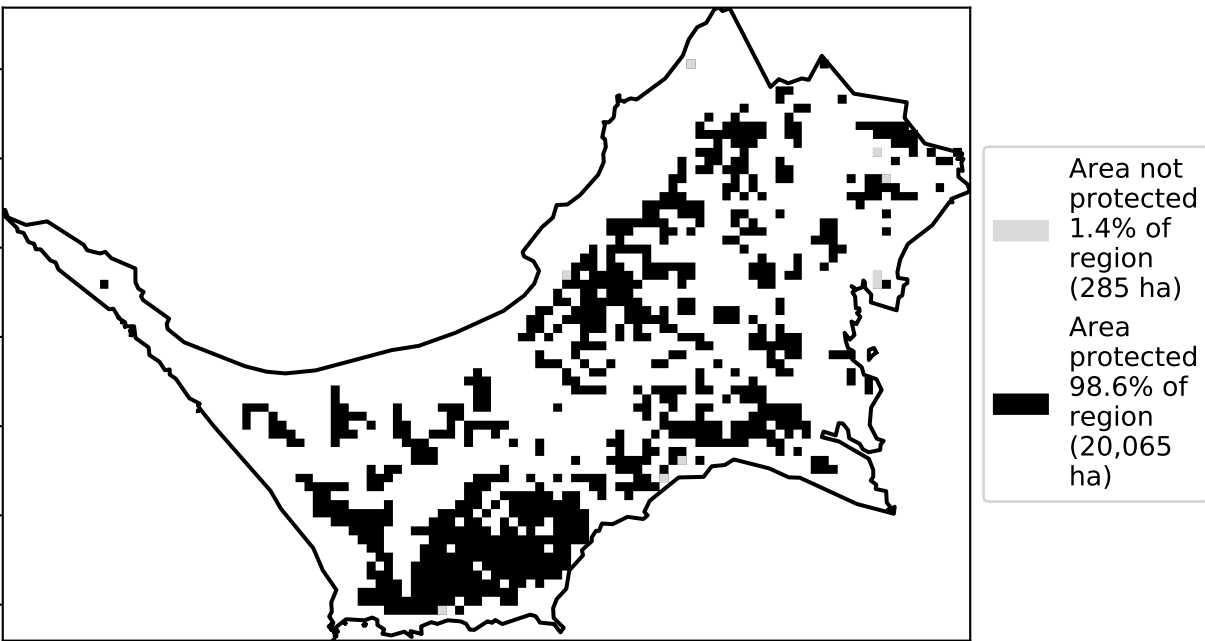 Area not
protected
1.4% of
region
(285 ha)
Area
protected
98.6% of
region
(20,065
ha)